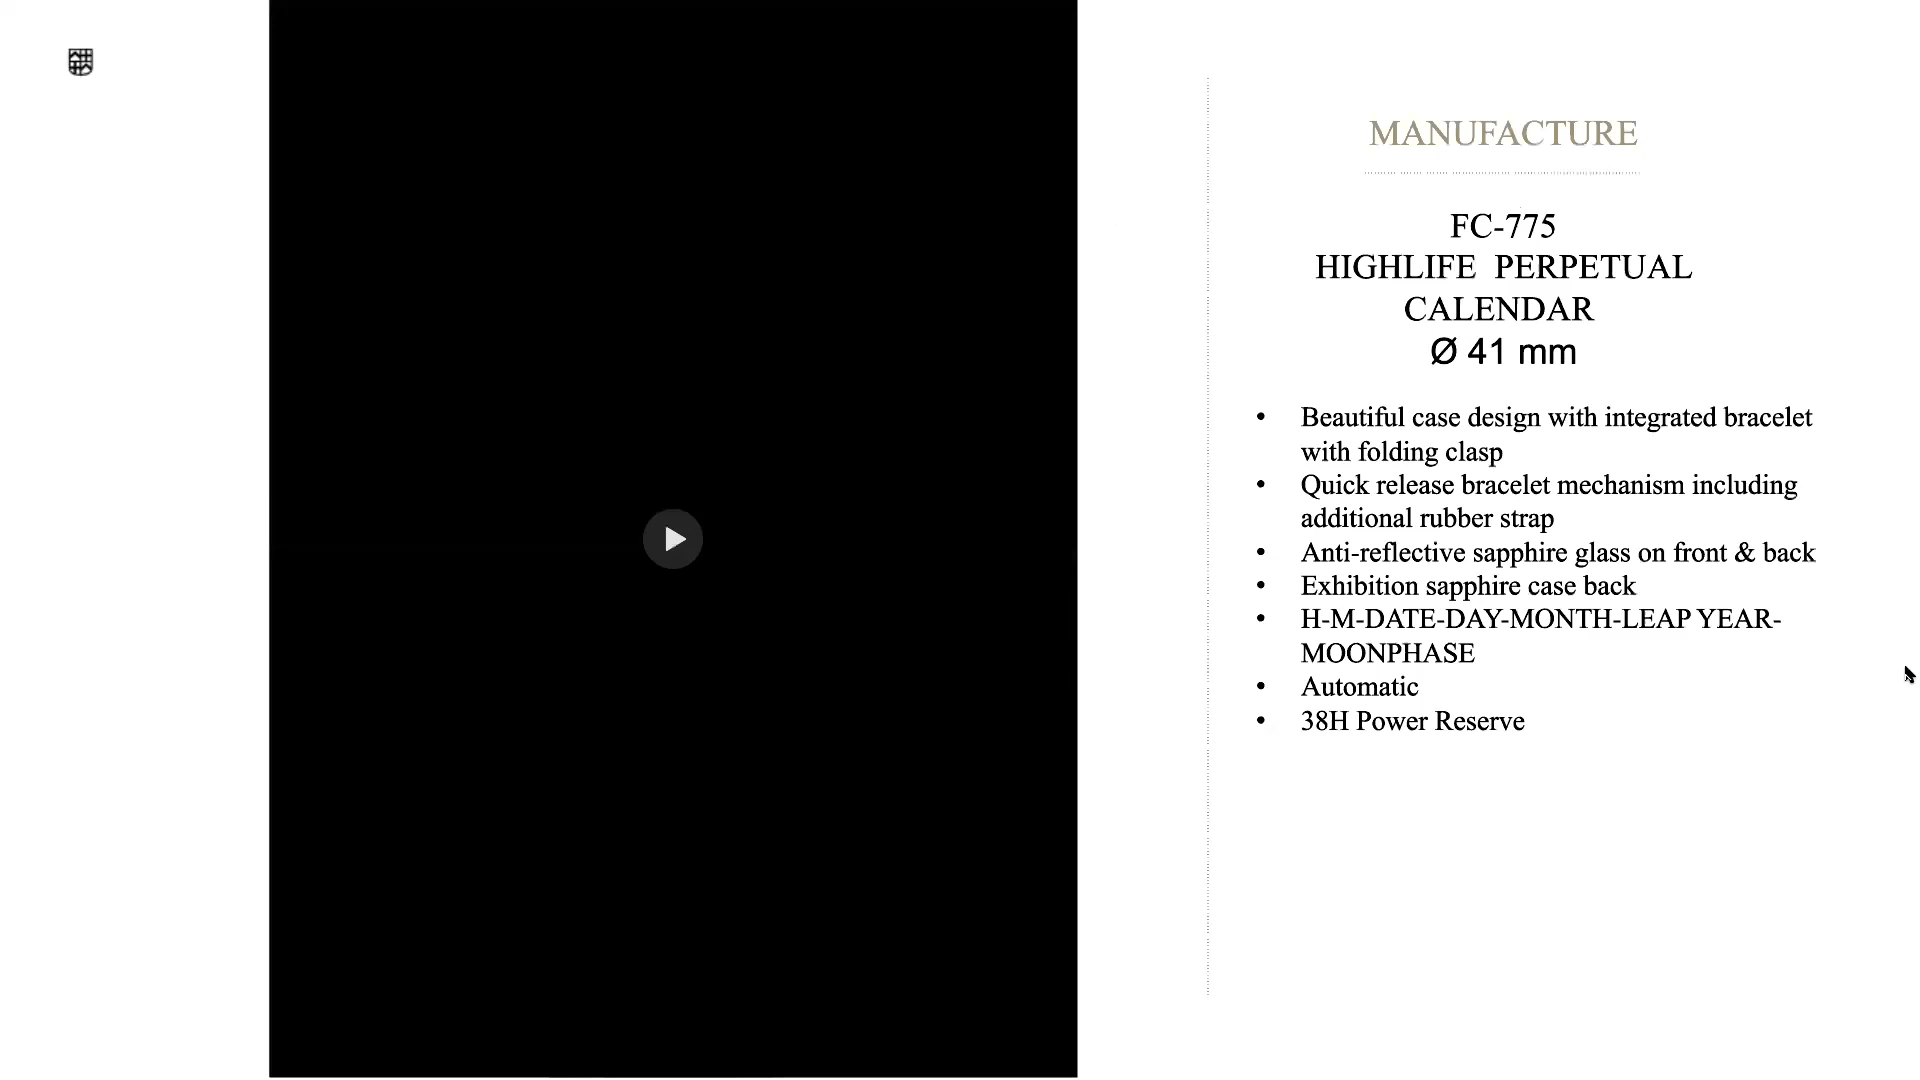 MANUFACTURE
FC-775
HIGHLIFE PERPETUAL
CALENDAR
Ø 41 mm
• Beautiful case design with integrated bracelet
with folding clasp
• Quick release bracelet mechanism including
additional rubber strap
• Anti-reflective sapphire glass on front & back
• Exhibition sapphire case back
• H-M-DATE-DAY-MONTH-LEAP YEAR-
MOONPHASE
• Automatic
• 38H Power Reserve